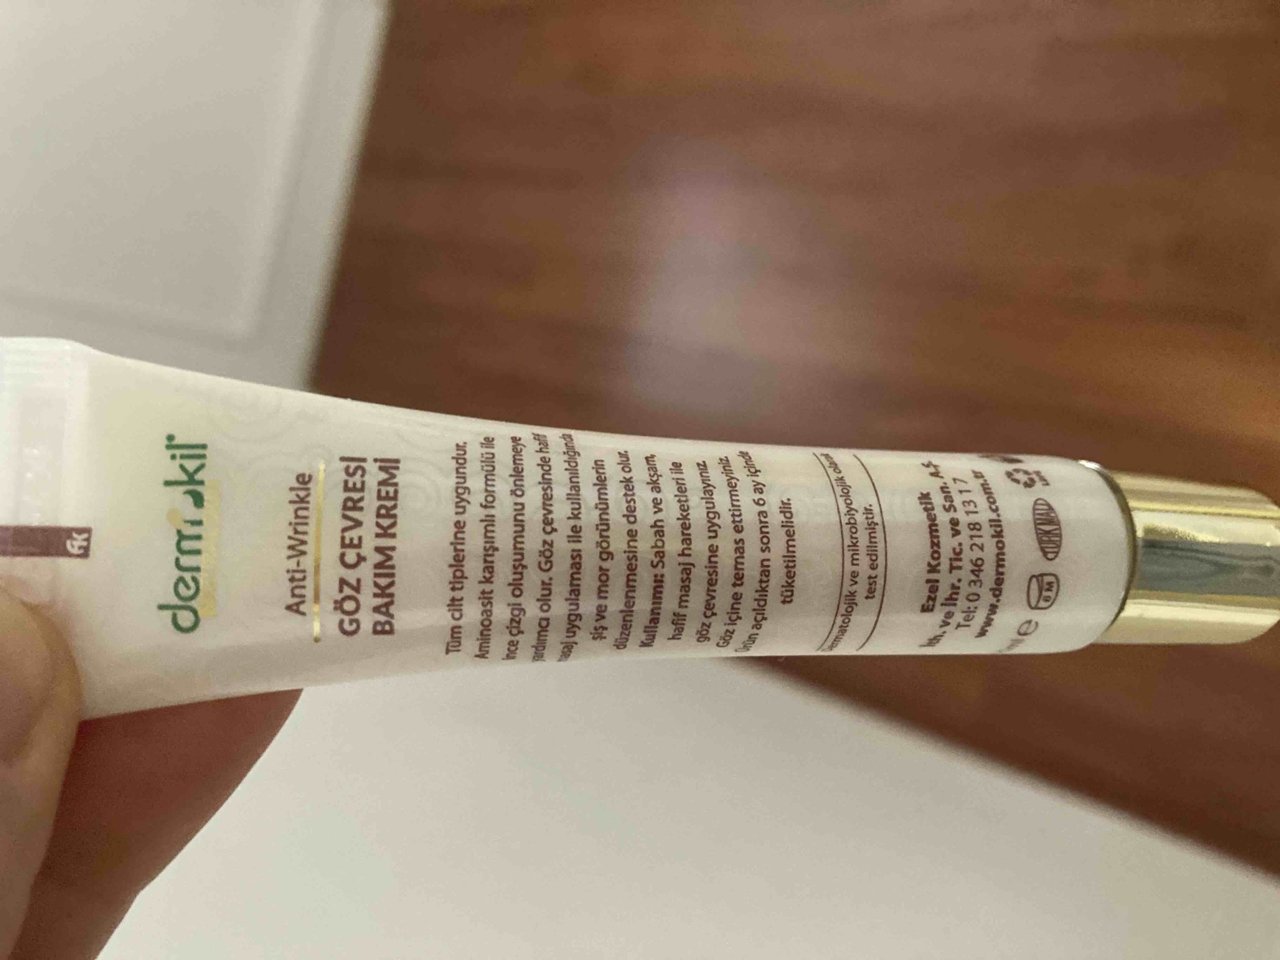 dermokil
Anti-Wrinkle
GÖZ ÇEVRESİ
BAKIM KREMİ
Tüm cilt tiplerine uygundur.
Aminoasit karışımlı formülü ile
ince çizgi oluşumunu önlemeye
yardımcı olur. Göz çevresinde hafif
masaj uygulaması ile kullanıldığında
şiş ve mor görünümlerin
düzenlenmesine destek olur.
Kullanımı: Sabah ve akşam,
hafif masaj hareketleri ile
göz çevresine uygulayınız.
Göz içine temas ettirmeyiniz.
Ürün açıldıktan sonra 6 ay içinde
tüketilmelidir.
Dermatolojik ve mikrobiyolojik olarak
test edilmiştir.
Ezel Kozmetik
İth. ve İhr. Tic. ve San. A.Ş
Tel: 0 346 218 13 17
www.dermokil.com.tr
6 M
TÜRK MALI